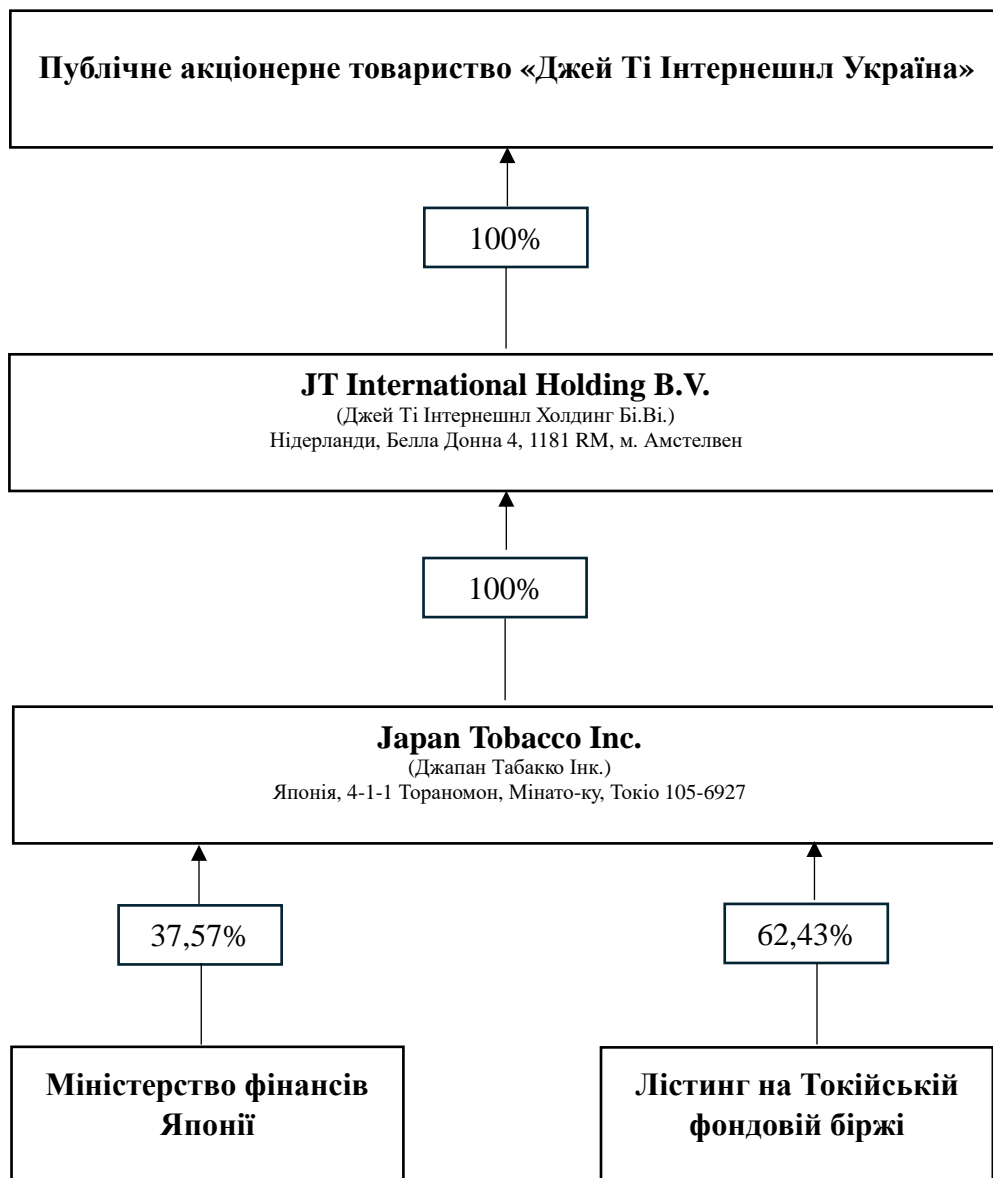 Публічне акціонерне товариство «Джей Ті Інтернешнл Україна»
100%
JT International Holding B.V.
(Джей Ті Інтернешнл Холдинг Бі.Ві.)
Нідерланди, Белла Донна 4, 1181 RM, м. Амстелвен
100%
Japan Tobacco Inc.
(Джапан Табакко Інк.)
Японія, 4-1-1 Тораномон, Мінато-ку, Токіо 105-6927
37,57%
62,43%
Міністерство фінансів
Японії
Лістинг на Токійській
фондовій біржі